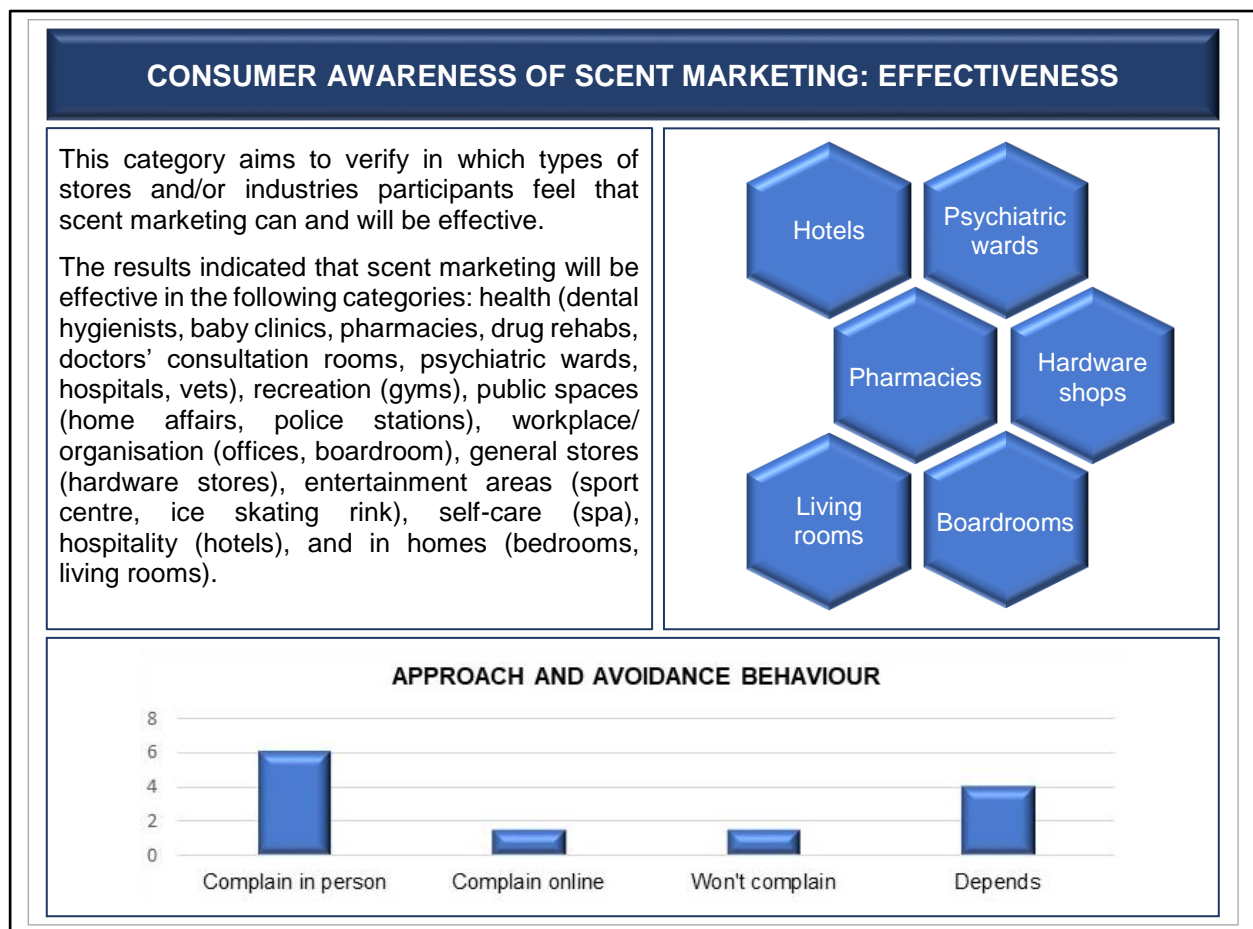 CONSUMER AWARENESS OF SCENT MARKETING: EFFECTIVENESS
This category aims to verify in which types of
stores and/or industries participants feel that
scent marketing can and will be effective.
The results indicated that scent marketing will be
effective in the following categories: health (dental
hygienists, baby clinics, pharmacies, drug rehabs,
doctors’ consultation rooms, psychiatric wards,
hospitals, vets), recreation (gyms), public spaces
(home affairs, police stations), workplace/
organisation (offices, boardroom), general stores
(hardware stores), entertainment areas (sport
centre, ice skating rink), self-care (spa),
hospitality (hotels), and in homes (bedrooms,
living rooms).
Hotels
Psychiatric
wards
Pharmacies
Hardware
shops
Living
rooms
Boardrooms
APPROACH AND AVOIDANCE BEHAVIOUR
8
6
4
2
0
Complain in person Complain online Won't complain Depends